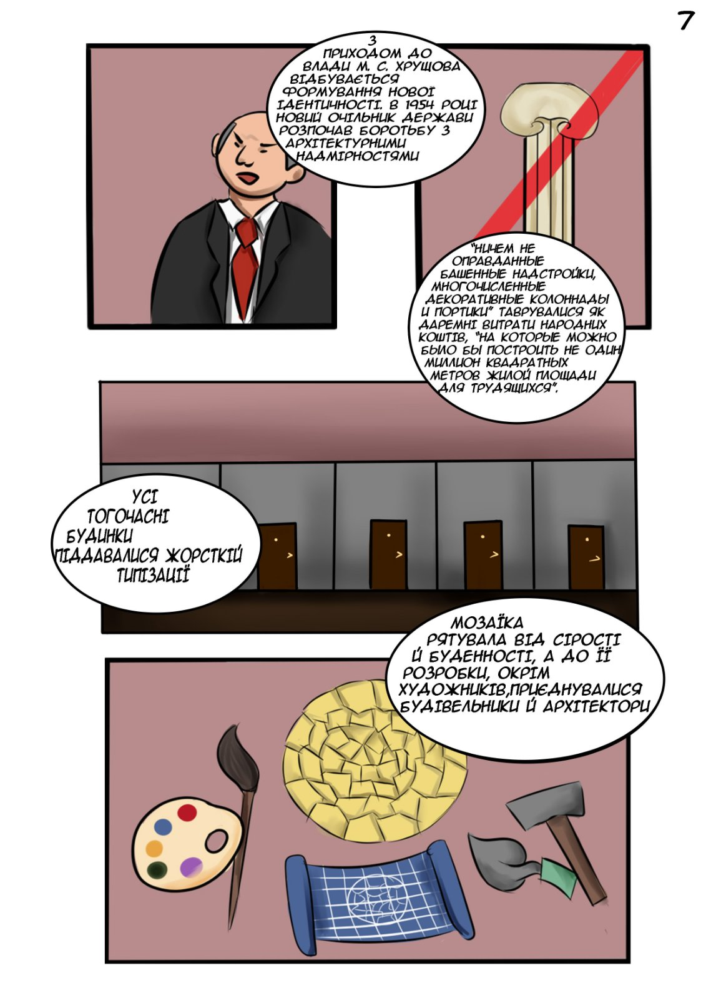 7
З
ПРИХОДОМ ДО
ВЛАДИ М. С. ХРУЩОВА
ВІДБУВАЄТЬСЯ
ФОРМУВАННЯ НОВОЇ
ІДЕНТИЧНОСТІ. В 1954 РОЦІ
НОВИЙ ОЧІЛЬНИК ДЕРЖАВИ
РОЗПОЧАВ БОРОТЬБУ З
АРХІТЕКТУРНИМИ
НАДМІРНОСТЯМИ
"НИЧЕМ НЕ
ОПРАВДАННЫЕ
БАШЕННЫЕ НАДСТРОЙКИ,
МНОГОЧИСЛЕННЫЕ
ДЕКОРАТИВНЫЕ КОЛОННАДЫ
И ПОРТИКИ" ТАВРУВАЛИСЯ ЯК
ДАРЕМНІ ВИТРАТИ НАРОДНИХ
КОШТІВ, "НА КОТОРЫЕ МОЖНО
БЫЛО БЫ ПОСТРОИТЬ НЕ ОДИН
МИЛЛИОН КВАДРАТНЫХ
МЕТРОВ ЖИЛОЙ ПЛОЩАДИ
ДЛЯ ТРУДЯЩИХСЯ".
УСІ
ТОГОЧАСНІ
БУДИНКИ
ПІДДАВАЛИСЯ ЖОРСТКІЙ
ТИПІЗАЦІЇ
МОЗАЇКА
РЯТУВАЛА ВІД СІРОСТІ
Й БУДЕННОСТІ, А ДО ЇЇ
РОЗРОБКИ, ОКРІМ
ХУДОЖНИКІВ,ПРИЄДНУВАЛИСЯ
БУДІВЕЛЬНИКИ Й АРХІТЕКТОРИ